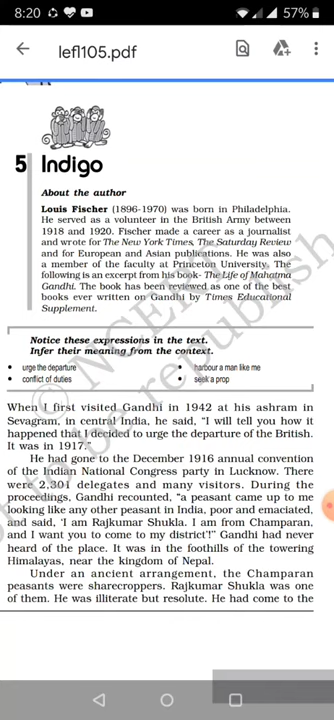 8:20
57%
lefl105.pdf
5 Indigo
About the author
Louis Fischer (1896-1970) was born in Philadelphia.
He served as a volunteer in the British Army between
1918 and 1920. Fischer made a career as a journalist
and wrote for The New York Times, The Saturday Review
and for European and Asian publications. He was also
a member of the faculty at Princeton University. The
following is an excerpt from his book- The Life of Mahatma
Gandhi. The book has been reviewed as one of the best
books ever written on Gandhi by Times Educational
Supplement.
Notice these expressions in the text.
Infer their meaning from the context.
• urge the departure • harbour a man like me
• conflict of duties • seek a prop
When I first visited Gandhi in 1942 at his ashram in
Sevagram, in central India, he said, “I will tell you how it
happened that I decided to urge the departure of the British.
It was in 1917.”
He had gone to the December 1916 annual convention
of the Indian National Congress party in Lucknow. There
were 2,301 delegates and many visitors. During the
proceedings, Gandhi recounted, “a peasant came up to me
looking like any other peasant in India, poor and emaciated,
and said, ‘I am Rajkumar Shukla. I am from Champaran,
and I want you to come to my district’!” Gandhi had never
heard of the place. It was in the foothills of the towering
Himalayas, near the kingdom of Nepal.
Under an ancient arrangement, the Champaran
peasants were sharecroppers. Rajkumar Shukla was one
of them. He was illiterate but resolute. He had come to the
© NCERT
not to be republish